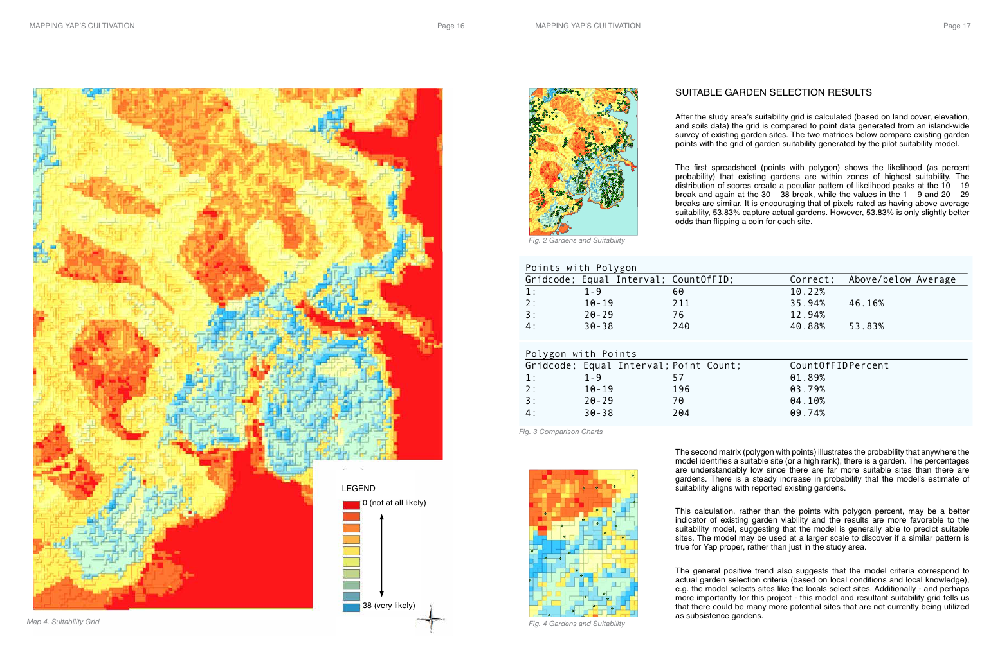 MAPPING YAP'S CULTIVATION
Page 16
LEGEND
0 (not at all likely)
38 (very likely)
Map 4. Suitability Grid
MAPPING YAP'S CULTIVATION
Page 17
Fig. 2 Gardens and Suitability
SUITABLE GARDEN SELECTION RESULTS
After the study area's suitability grid is calculated (based on land cover, elevation,
and soils data) the grid is compared to point data generated from an island-wide
survey of existing garden sites. The two matrices below compare existing garden
points with the grid of garden suitability generated by the pilot suitability model.
The first spreadsheet (points with polygon) shows the likelihood (as percent
probability) that existing gardens are within zones of highest suitability. The
distribution of scores create a peculiar pattern of likelihood peaks at the 10 – 19
break and again at the 30 – 38 break, while the values in the 1 – 9 and 20 – 29
breaks are similar. It is encouraging that of pixels rated as having above average
suitability, 53.83% capture actual gardens. However, 53.83% is only slightly better
odds than flipping a coin for each site.
Points with Polygon
Gridcode; Equal Interval; CountOfFID; Correct; Above/below Average
1: 1-9 60 10.22%
2: 10-19 211 35.94% 46.16%
3: 20-29 76 12.94%
4: 30-38 240 40.88% 53.83%
Polygon with Points
Gridcode; Equal Interval; Point Count; CountOfFIDPercent
1: 1-9 57 01.89%
2: 10-19 196 03.79%
3: 20-29 70 04.10%
4: 30-38 204 09.74%
Fig. 3 Comparison Charts
The second matrix (polygon with points) illustrates the probability that anywhere the
model identifies a suitable site (or a high rank), there is a garden. The percentages
are understandably low since there are far more suitable sites than there are
gardens. There is a steady increase in probability that the model's estimate of
suitability aligns with reported existing gardens.
This calculation, rather than the points with polygon percent, may be a better
indicator of existing garden viability and the results are more favorable to the
suitability model, suggesting that the model is generally able to predict suitable
sites. The model may be used at a larger scale to discover if a similar pattern is
true for Yap proper, rather than just in the study area.
The general positive trend also suggests that the model criteria correspond to
actual garden selection criteria (based on local conditions and local knowledge),
e.g. the model selects sites like the locals select sites. Additionally - and perhaps
more importantly for this project - this model and resultant suitability grid tells us
that there could be many more potential sites that are not currently being utilized
as subsistence gardens.
Fig. 4 Gardens and Suitability